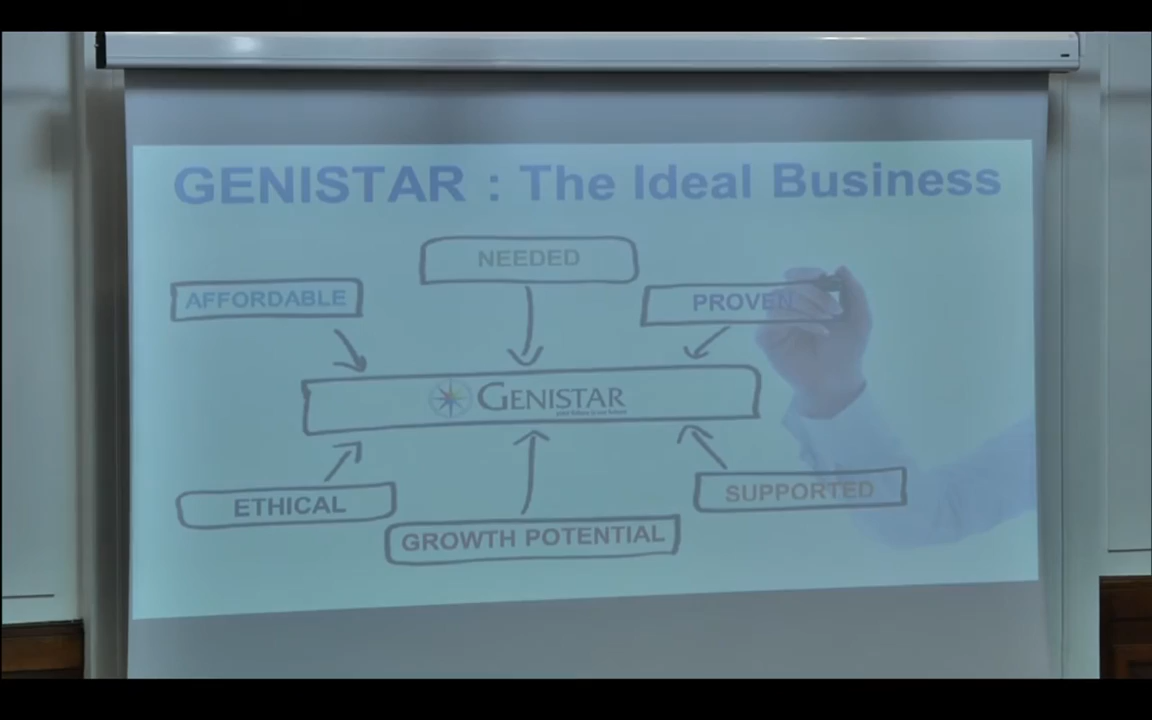 GENISTAR : The Ideal Business
NEEDED
AFFORDABLE
PROVEN
GENISTAR
ETHICAL
SUPPORTED
GROWTH POTENTIAL